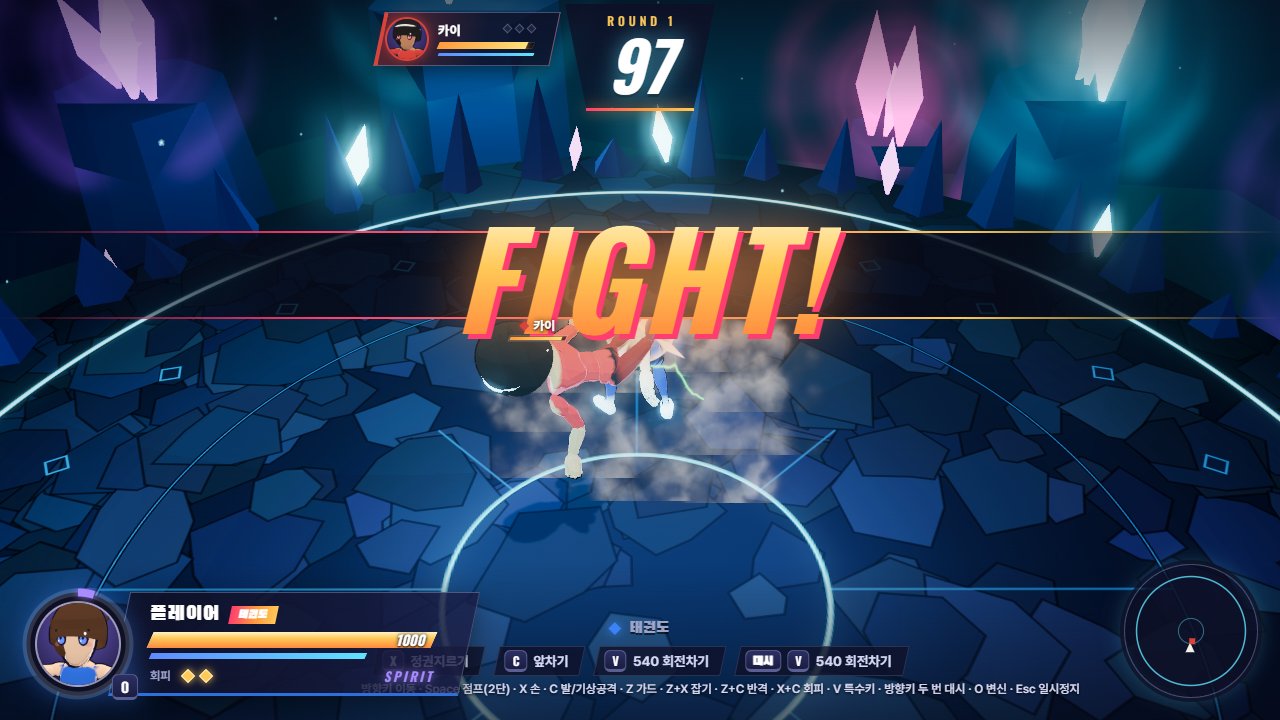 카이
ROUND 1
97
FIGHT!
카이
플레이어 태권도
1000
회피
SPIRIT
O
태권도
X 정권지르기 C 앞차기 V 540 회전차기 대시 V 540 회전차기
방향키 이동 · Space 점프(2단) · X 손 · C 발/기상공격 · Z 가드 · Z+X 잡기 · Z+C 반격 · X+C 회피 · V 특수키 · 방향키 두 번 대시 · O 변신 · Esc 일시정지